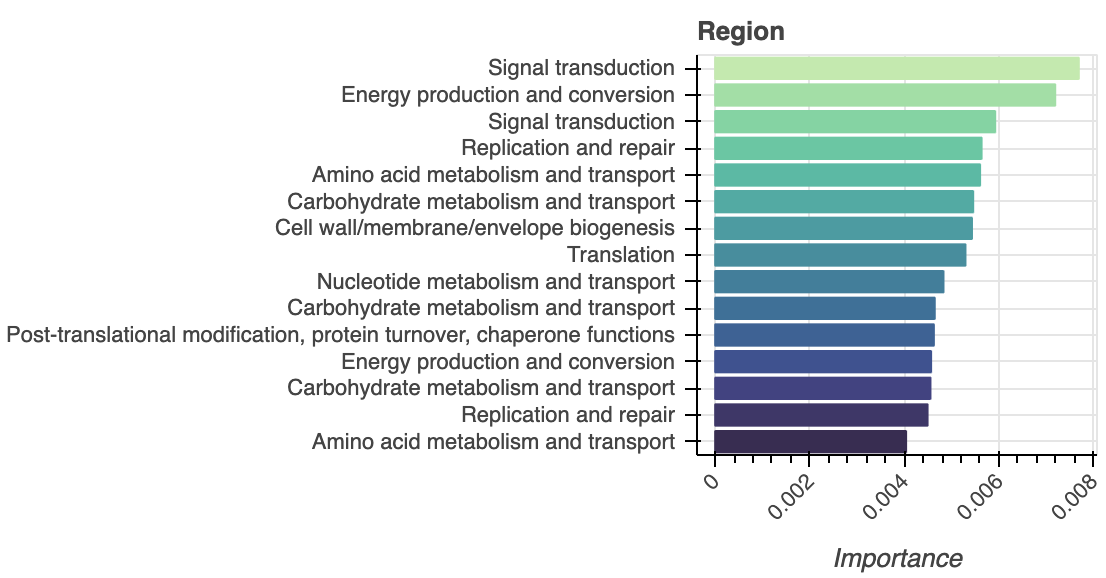 Region
Signal transduction
Energy production and conversion
Signal transduction
Replication and repair
Amino acid metabolism and transport
Carbohydrate metabolism and transport
Cell wall/membrane/envelope biogenesis
Translation
Nucleotide metabolism and transport
Carbohydrate metabolism and transport
Post-translational modification, protein turnover, chaperone functions
Energy production and conversion
Carbohydrate metabolism and transport
Replication and repair
Amino acid metabolism and transport
0
0.002
0.004
0.006
0.008
Importance